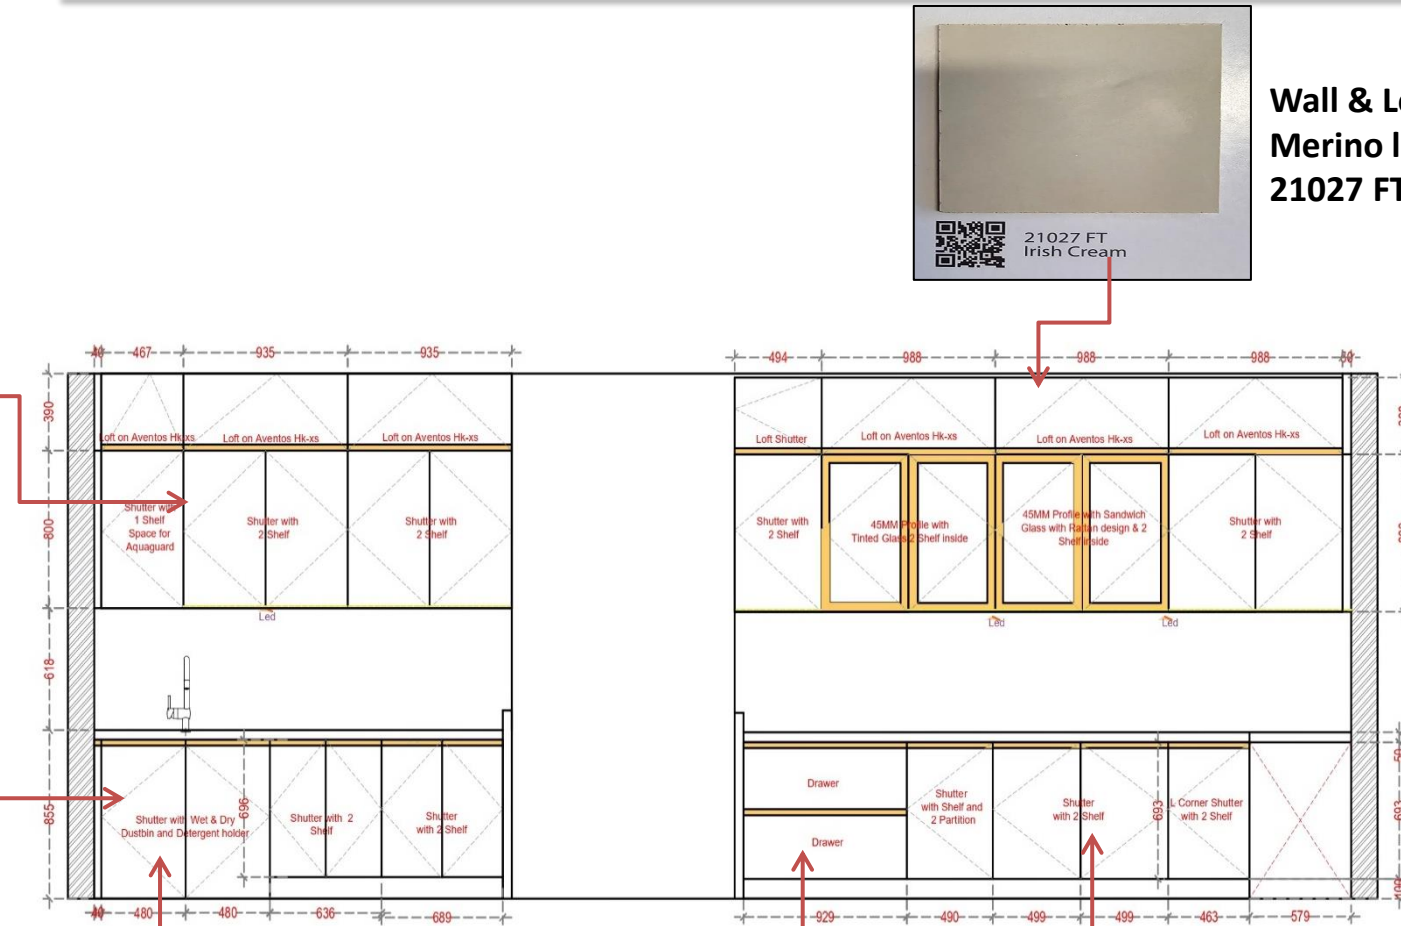 Wall &
Merino
21027 FT
21027 FT
Irish Cream
40
467
935
935
494
988
988
988
50
390
800
618
855
Loft on Aventos Hk-xs
Loft on Aventos Hk-xs
Loft on Aventos Hk-xs
Loft Shutter
Loft on Aventos Hk-xs
Loft on Aventos Hk-xs
Loft on Aventos Hk-xs
Shutter with
1 Shelf
Space for
Aquaguard
Shutter with
2 Shelf
Shutter with
2 Shelf
Shutter with
2 Shelf
45MM Profile with
Tinted Glass 2 Shelf inside
45MM Profile with Sandwich
Glass with Rattan design & 2
Shelf inside
Shutter with
2 Shelf
Led
Led
Led
Shutter with Wet & Dry
Dustbin and Detergent holder
696
Shutter with 2
Shelf
Shutter
with 2 Shelf
Drawer
Drawer
Shutter
with Shelf and
2 Partition
Shutter
with 2 Shelf
693
L Corner Shutter
with 2 Shelf
50
693
100
40
480
480
636
689
929
490
499
499
463
579